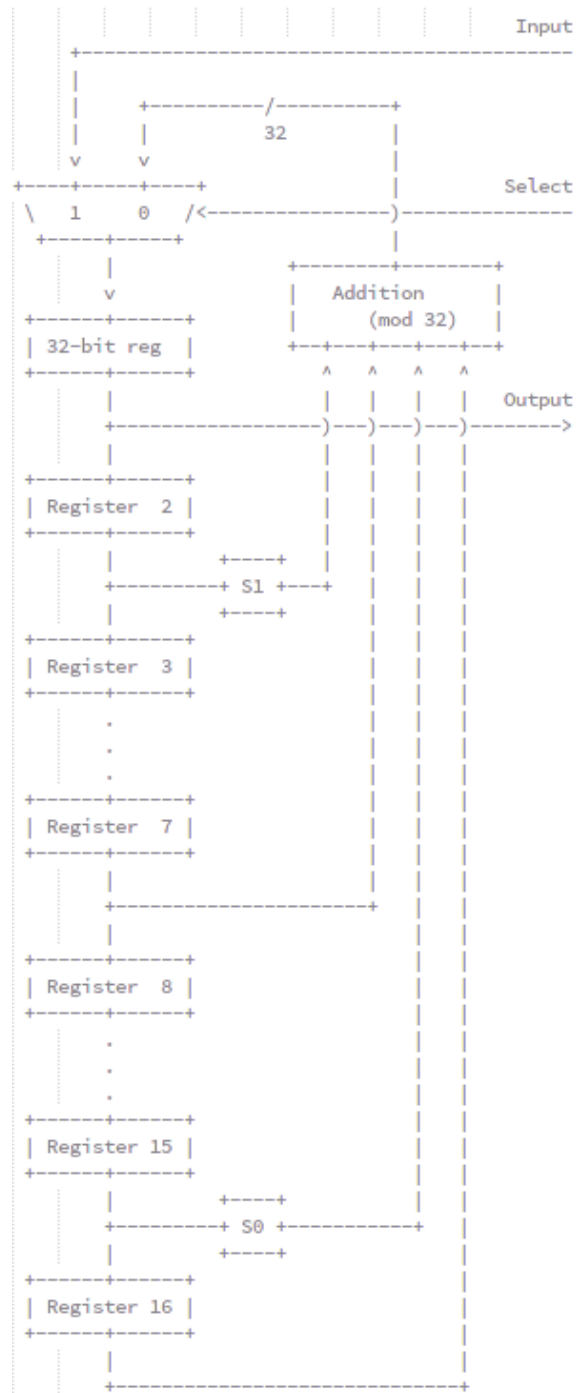 Input
32
Select
1 0
Addition
(mod 32)
32-bit reg
Output
Register 2
S1
Register 3
Register 7
Register 8
Register 15
S0
Register 16